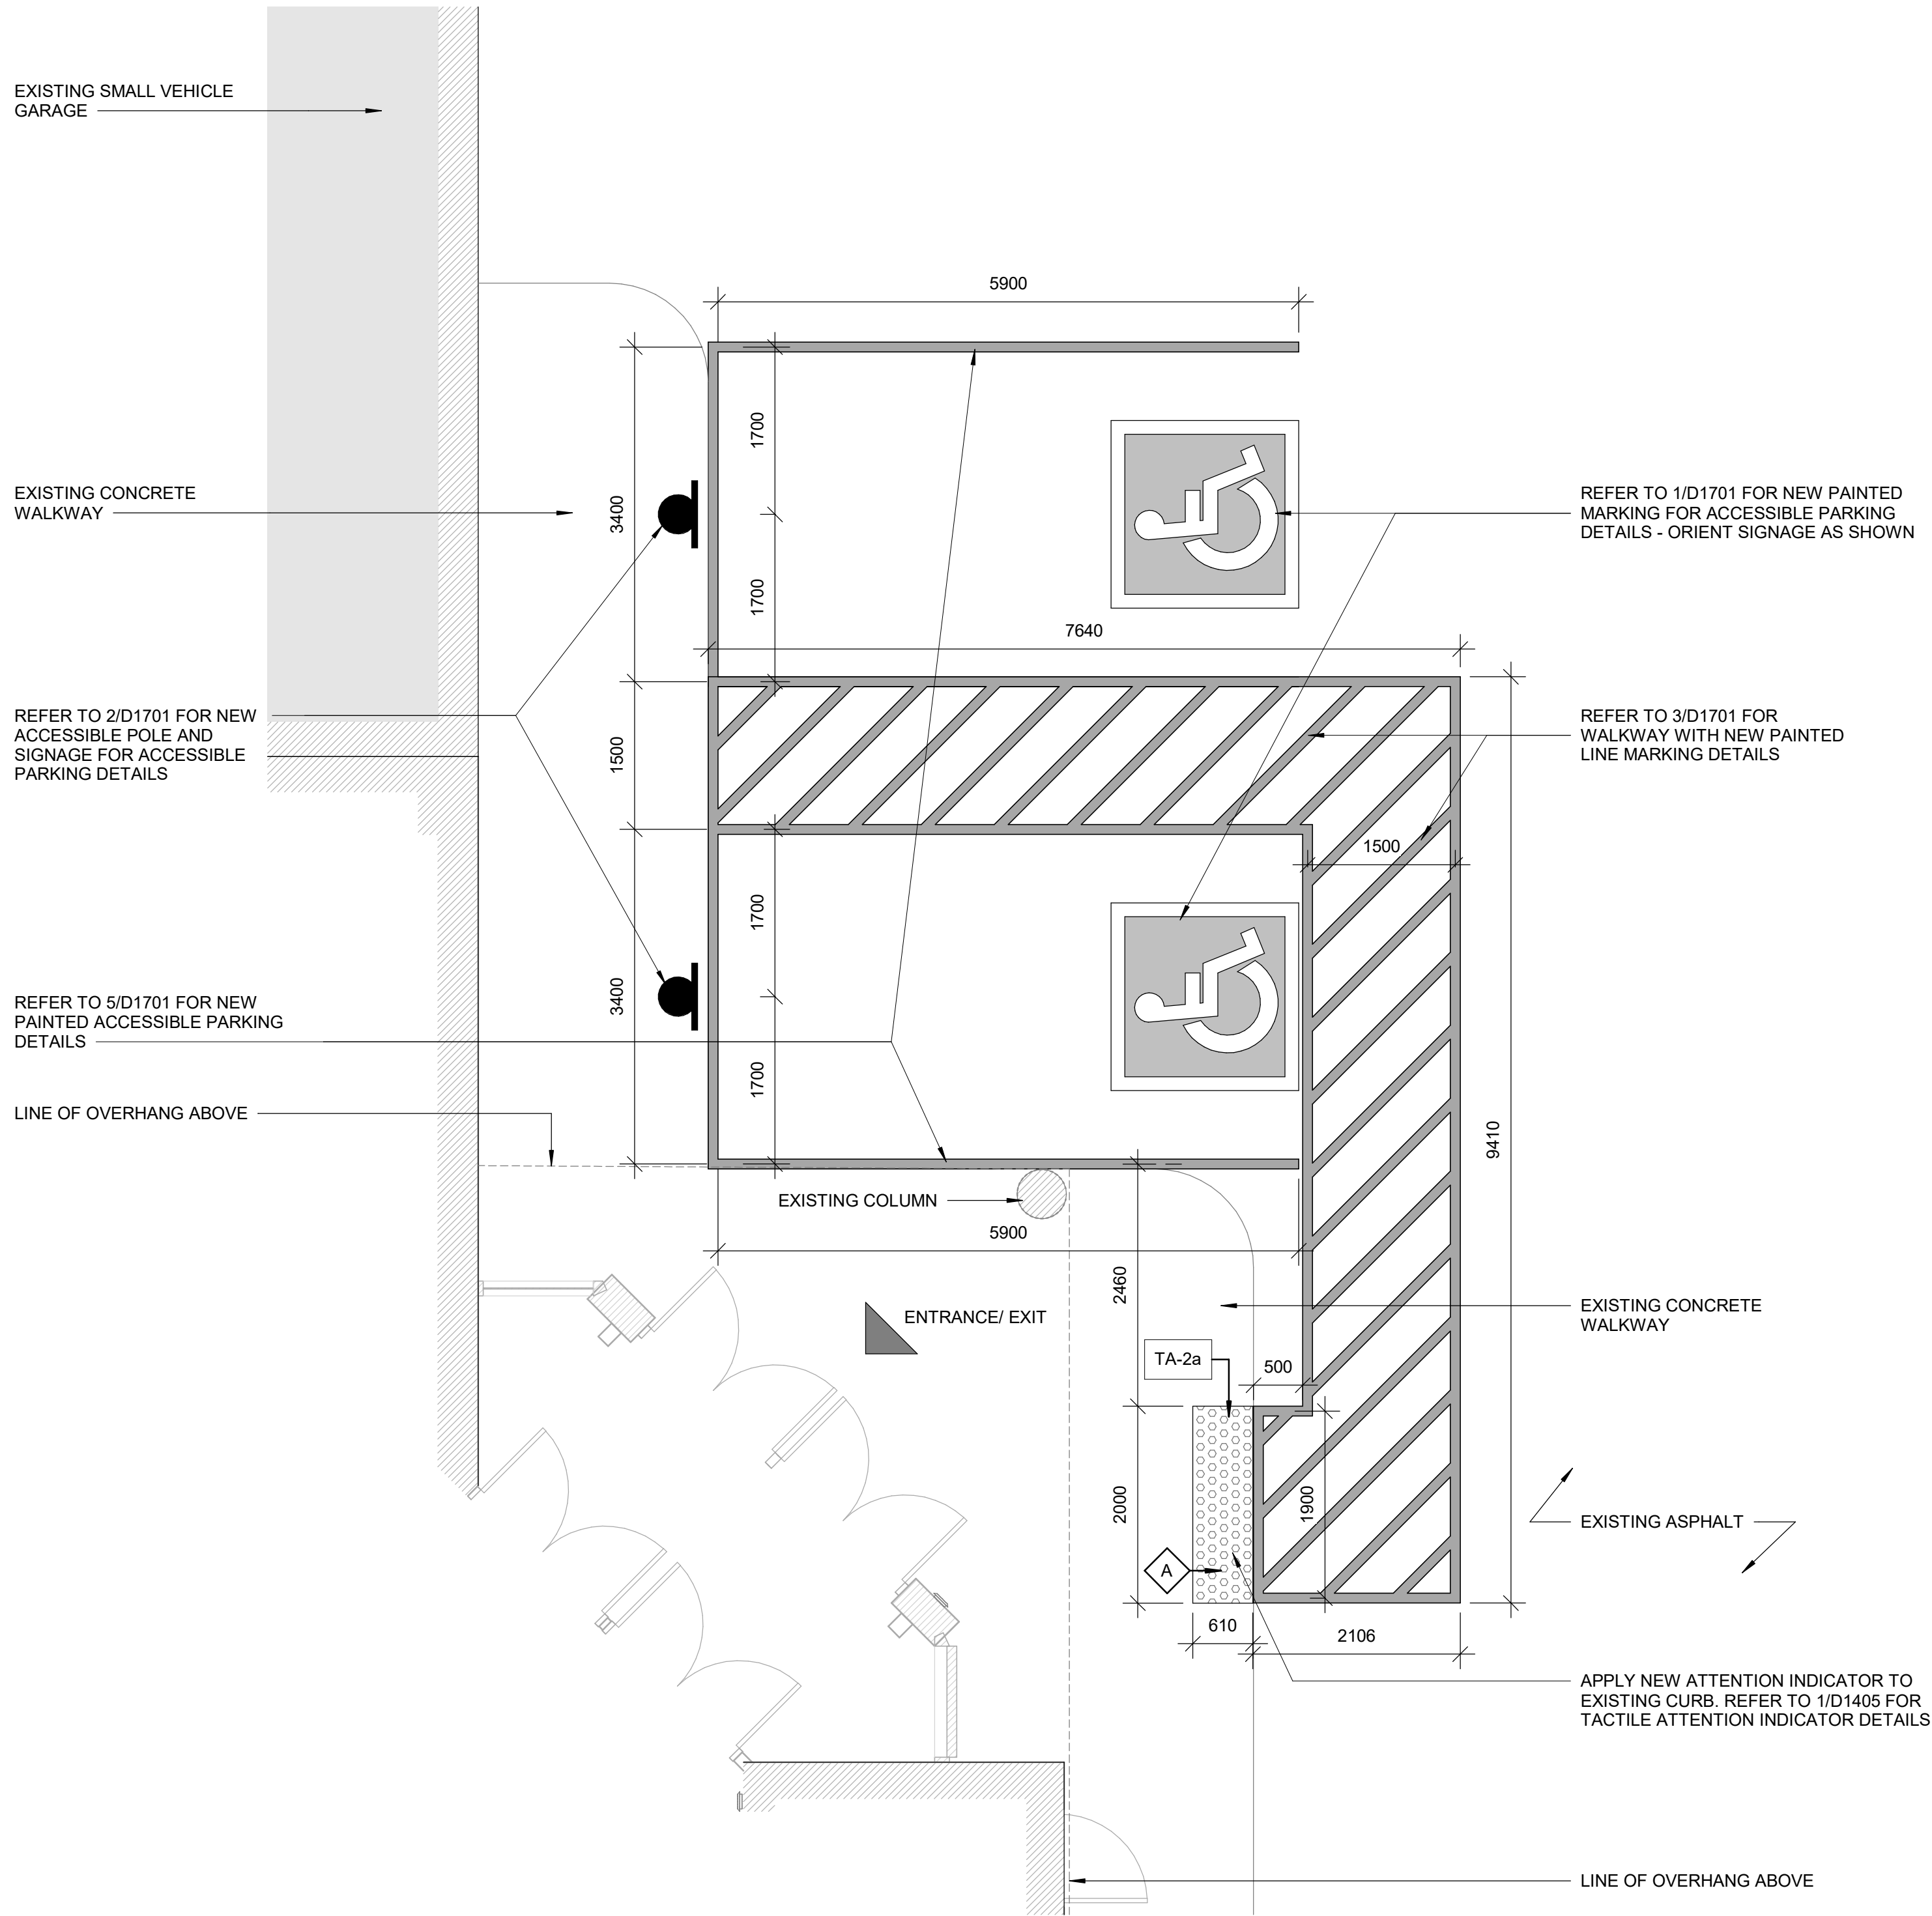 EXISTING SMALL VEHICLE
GARAGE
5900
1700
EXISTING CONCRETE
WALKWAY
3400
REFER TO 1/D1701 FOR NEW PAINTED
MARKING FOR ACCESSIBLE PARKING
DETAILS - ORIENT SIGNAGE AS SHOWN
1700
7640
REFER TO 2/D1701 FOR NEW
ACCESSIBLE POLE AND
SIGNAGE FOR ACCESSIBLE
PARKING DETAILS
1500
REFER TO 3/D1701 FOR
WALKWAY WITH NEW PAINTED
LINE MARKING DETAILS
1500
1700
3400
REFER TO 5/D1701 FOR NEW
PAINTED ACCESSIBLE PARKING
DETAILS
1700
LINE OF OVERHANG ABOVE
9410
EXISTING COLUMN
5900
2460
ENTRANCE/ EXIT
EXISTING CONCRETE
WALKWAY
TA-2a
500
2000
1900
EXISTING ASPHALT
A
610
2106
APPLY NEW ATTENTION INDICATOR TO
EXISTING CURB. REFER TO 1/D1405 FOR
TACTILE ATTENTION INDICATOR DETAILS
LINE OF OVERHANG ABOVE